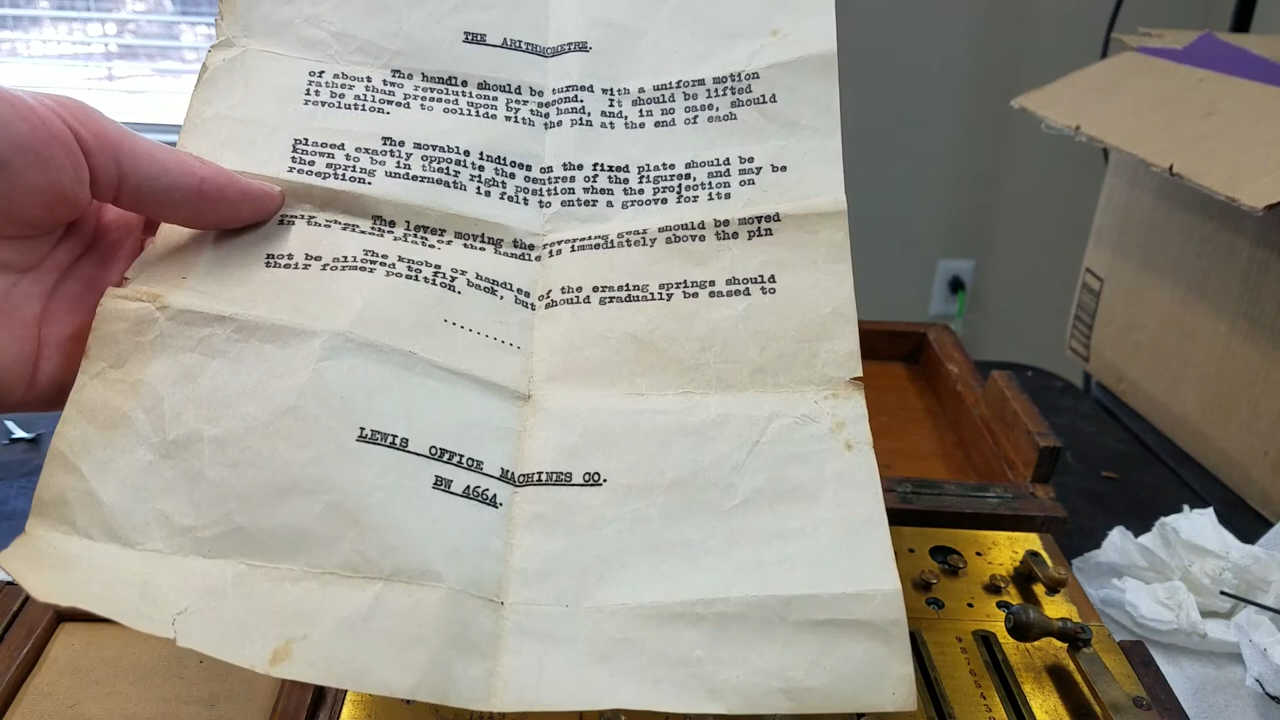 THE ARITHMOMETRE.
The handle should be turned with a uniform motion
of about two revolutions per second. It should be lifted
rather than pressed upon by the hand, and, in no case, should
it be allowed to collide with the pin at the end of each
revolution.
The movable indices on the fixed plate should be
placed exactly opposite the centres of the figures, and may be
known to be in their right position when the projection on
the spring underneath is felt to enter a groove for its
reception.
The lever moving the reversing gear should be moved
only when the pin of the handle is immediately above the pin
in the fixed plate.
The knobs or handles of the erasing springs should
not be allowed to fly back, but should gradually be eased to
their former position.
..........
LEWIS OFFICE MACHINES CO.
BW 4664.
9
8
7
6
5
4
3